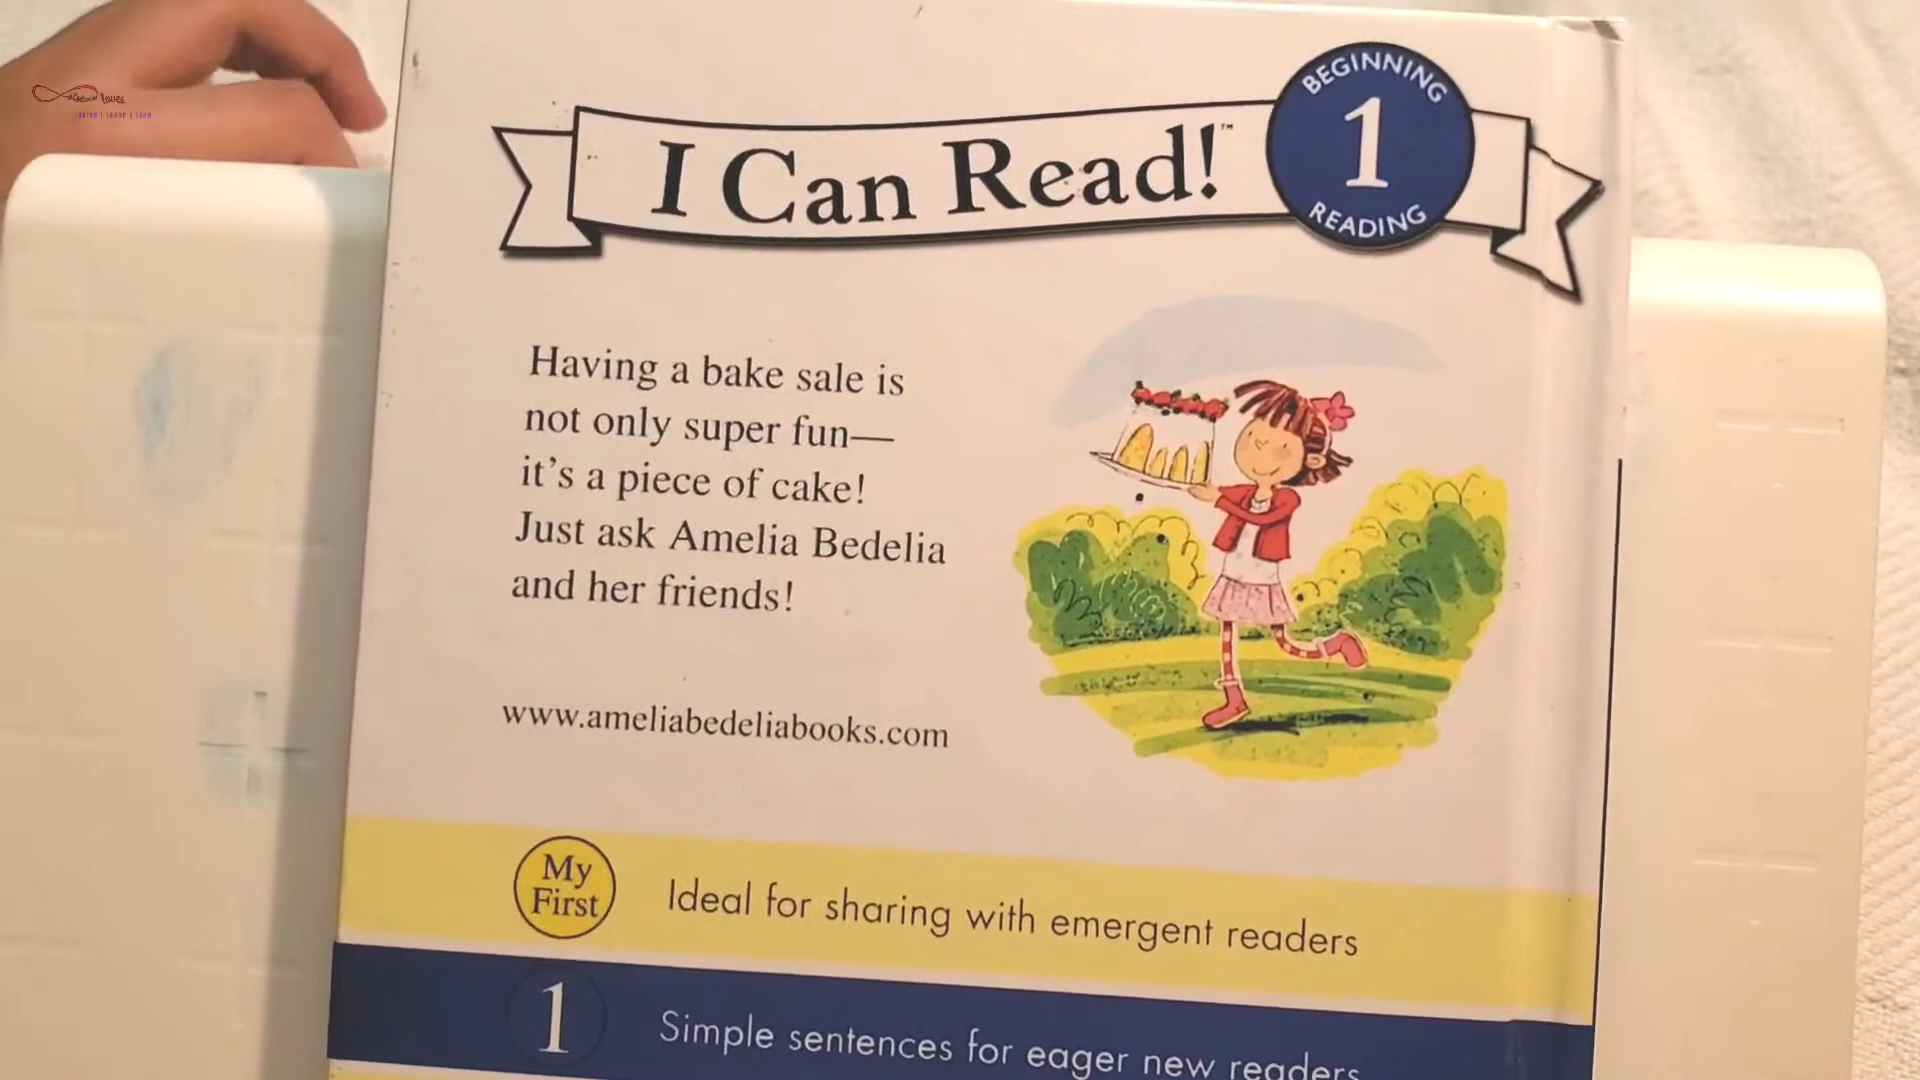 I Can Read!™
BEGINNING
1
READING
Having a bake sale is
not only super fun—
it's a piece of cake!
Just ask Amelia Bedelia
and her friends!
www.ameliabedeliabooks.com
My
First
Ideal for sharing with emergent readers
1
Simple sentences for eager new readers
loves